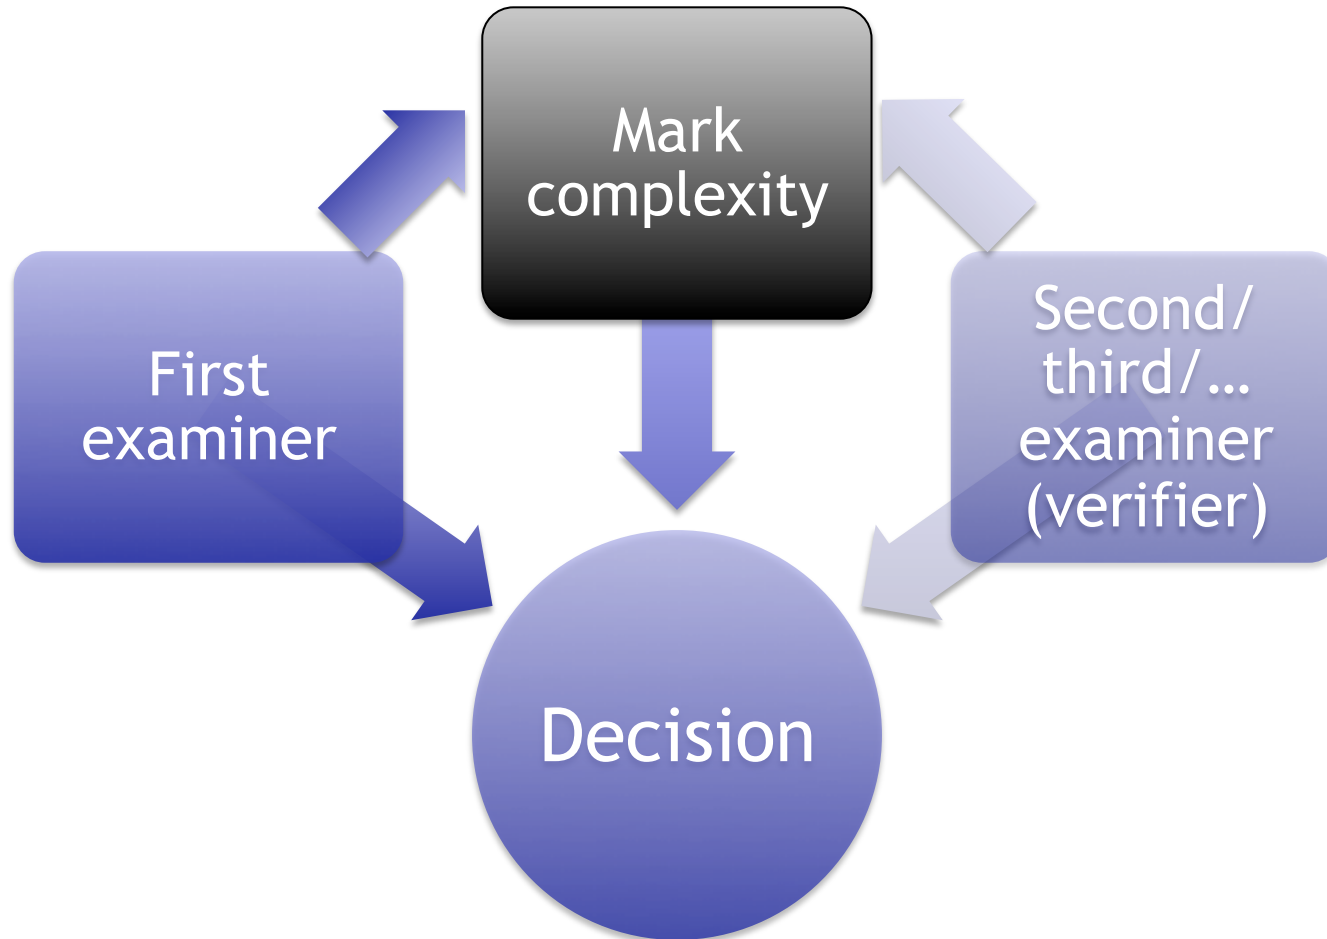 Mark
complexity
First
examiner
Second/
third/…
examiner
(verifier)
Decision